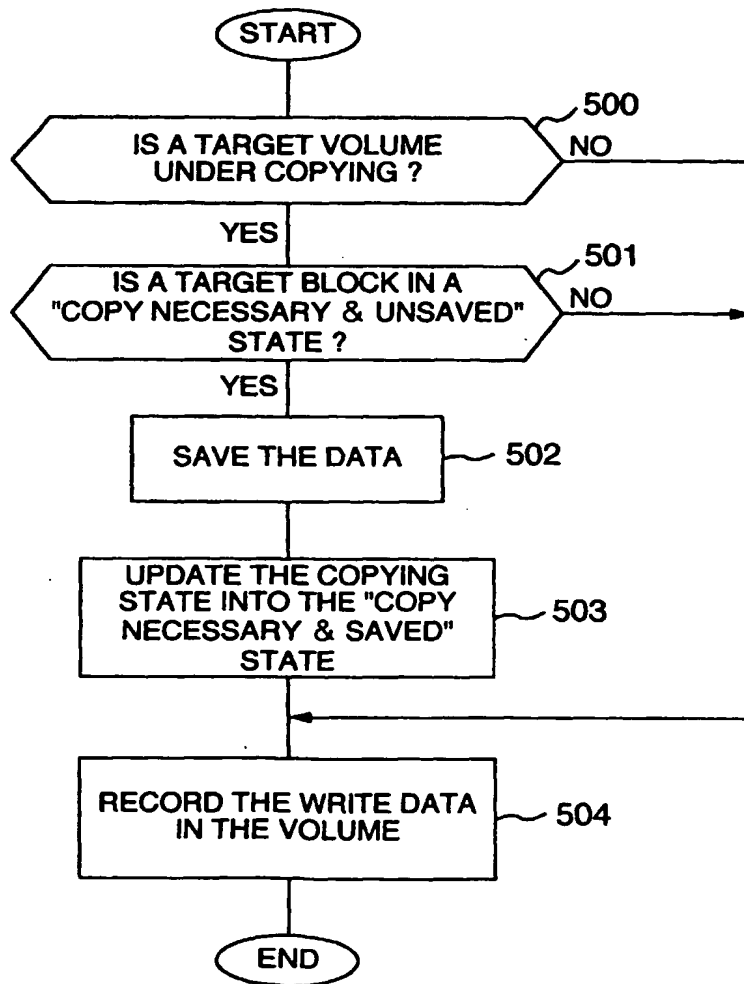 START
500
IS A TARGET VOLUME
UNDER COPYING ?
NO
YES
501
IS A TARGET BLOCK IN A
"COPY NECESSARY & UNSAVED"
STATE ?
NO
YES
SAVE THE DATA
502
UPDATE THE COPYING
STATE INTO THE "COPY
NECESSARY & SAVED"
STATE
503
RECORD THE WRITE DATA
IN THE VOLUME
504
END